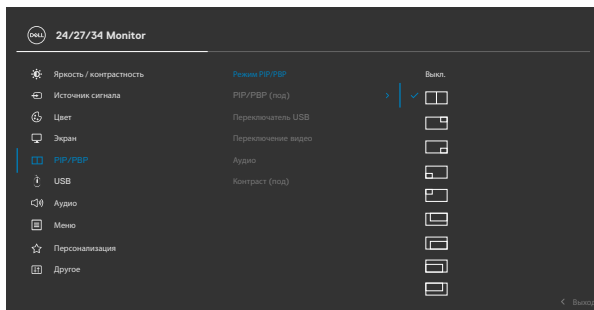 DELL 24/27/34 Monitor
Яркость / контрастность
Режим PIP/PBP
Выкл.
Источник сигнала
PIP/PBP (под)
Цвет
Переключатель USB
Экран
Переключение видео
PIP/PBP
Аудио
USB
Контраст (под)
Аудио
Меню
Персонализация
Другое
Выход